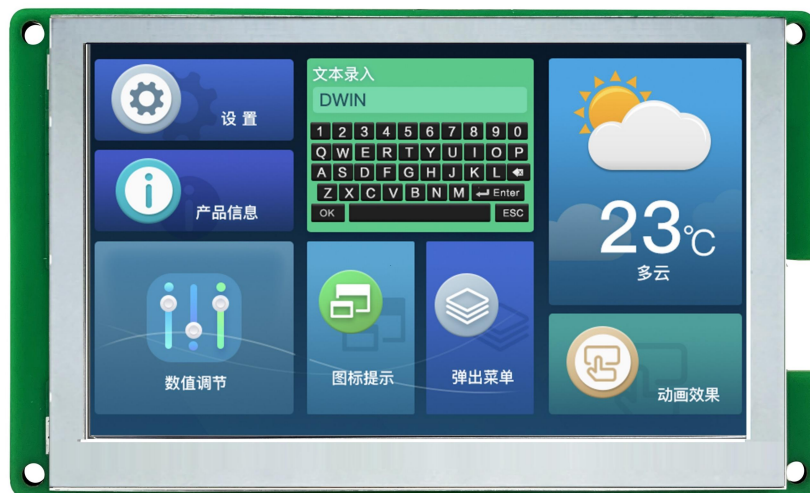 设 置
产品信息
数值调节
文本录入
DWIN
1 2 3 4 5 6 7 8 9 0
Q W E R T Y U I O P
A S D F G H J K L
Z X C V B N M Enter
OK ESC
图标提示
弹出菜单
23℃
多云
动画效果